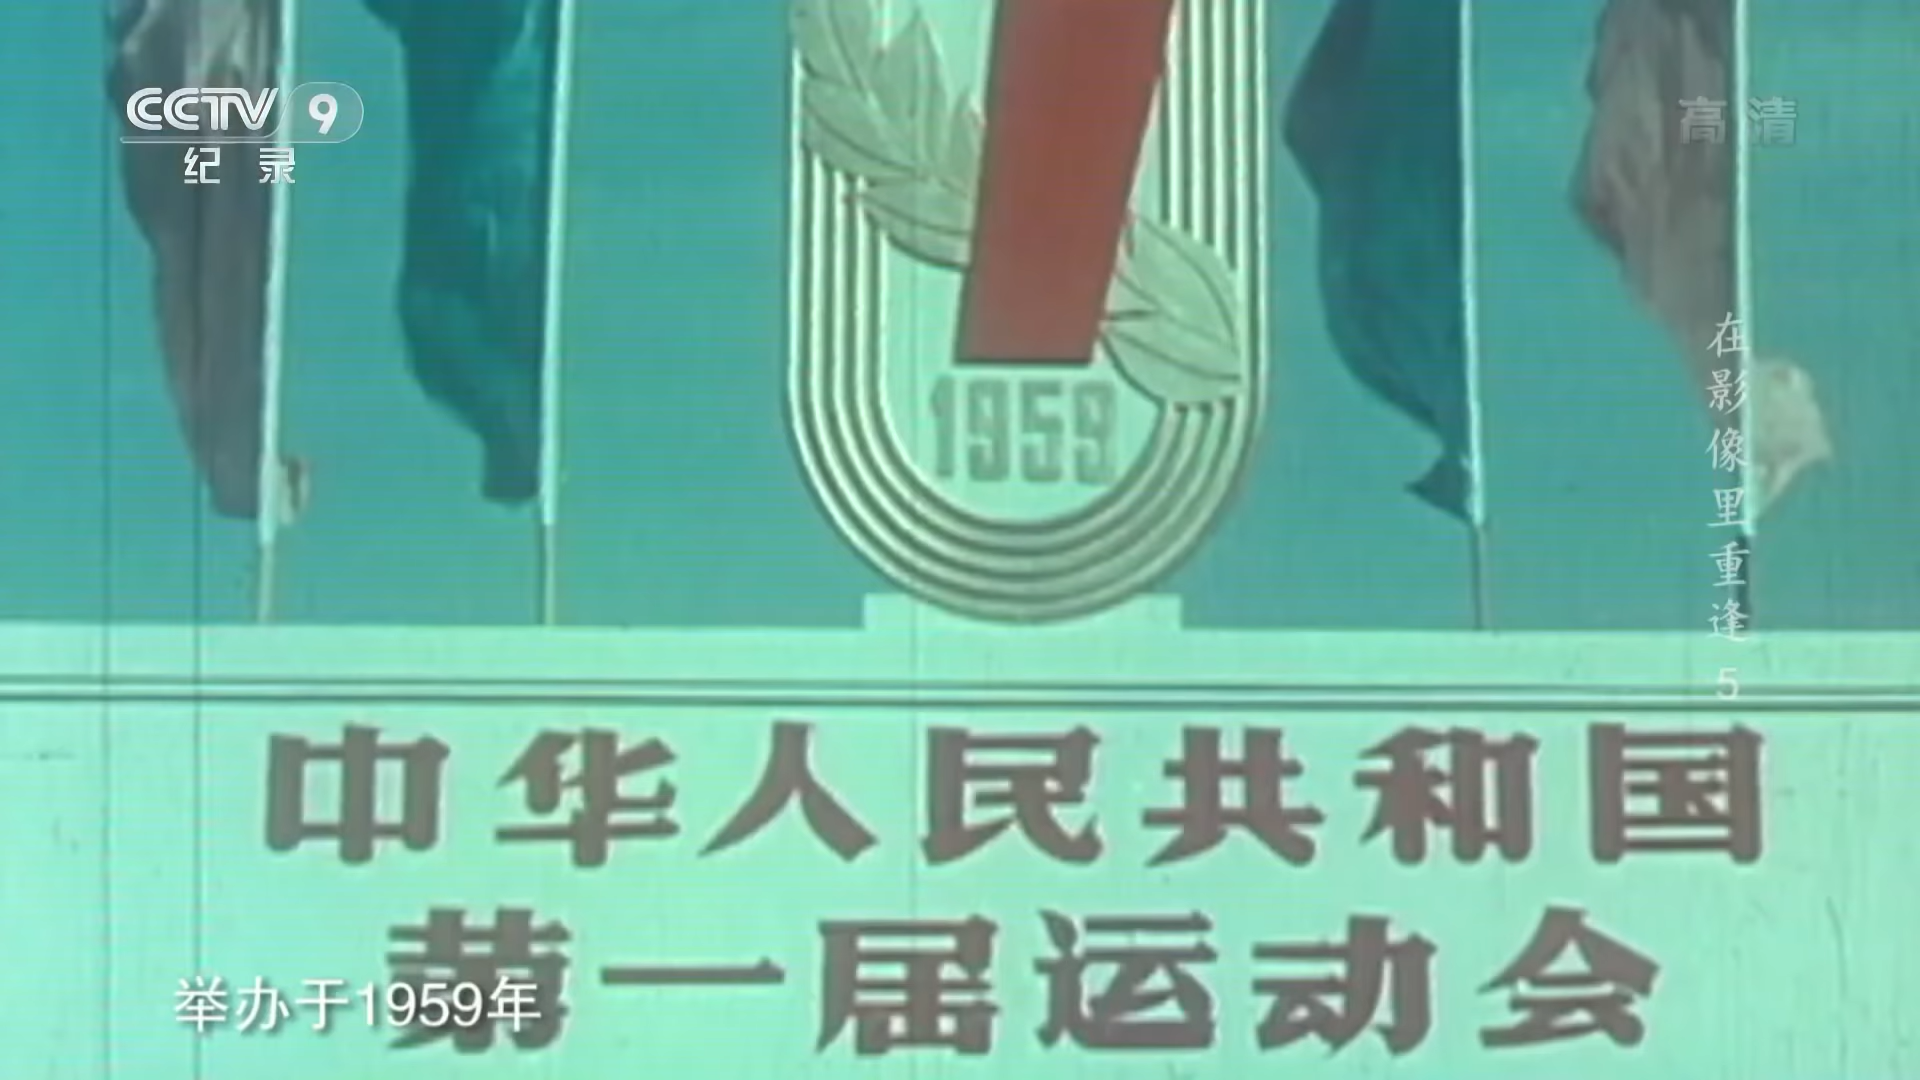 CCTV 9
纪录
高清
在影像里重逢 5
1959
中华人民共和国
第一届运动会
举办于1959年